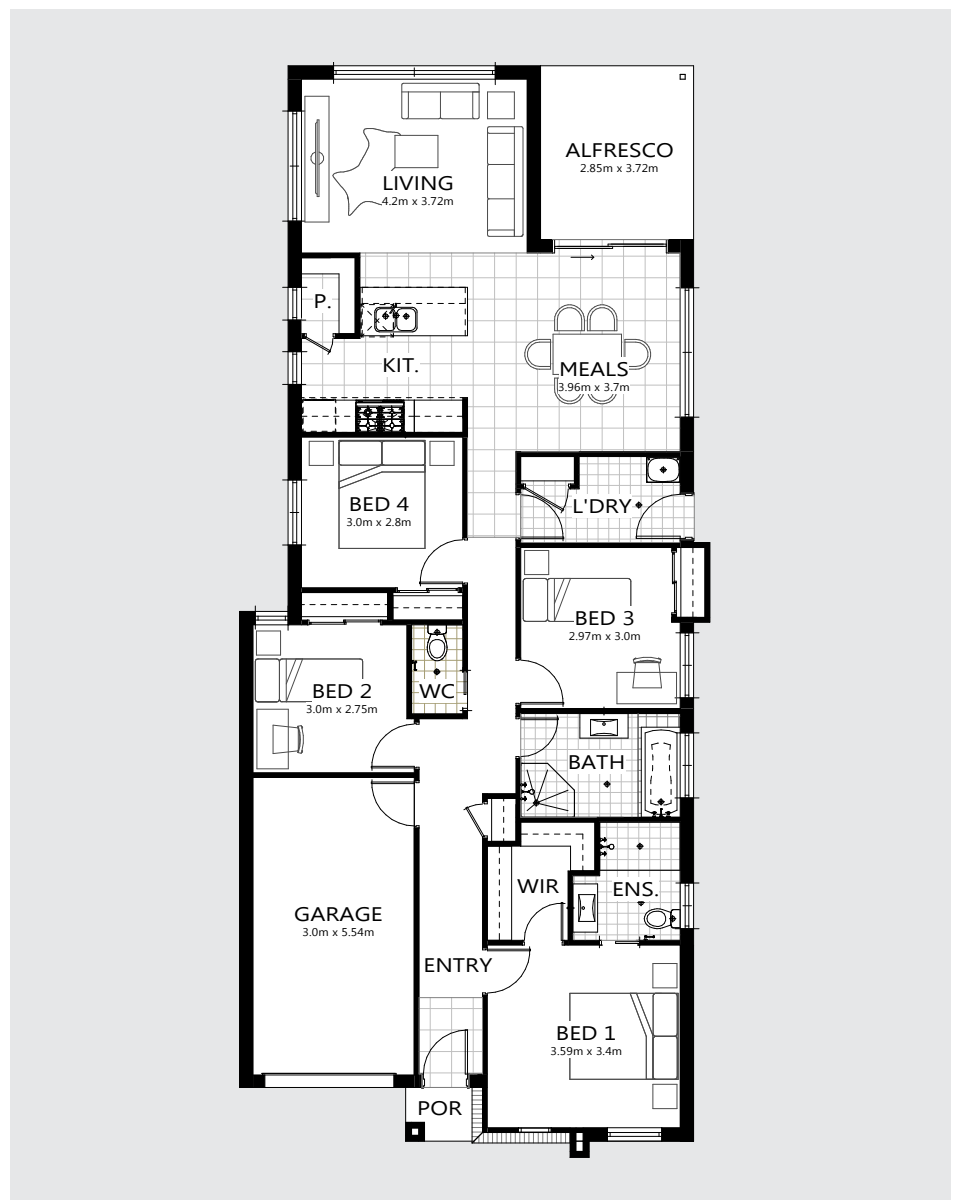 ALFRESCO
2.85m x 3.72m
LIVING
4.2m x 3.72m
P.
KIT.
MEALS
3.96m x 3.7m
BED 4
3.0m x 2.8m
L'DRY
BED 3
2.97m x 3.0m
BED 2
3.0m x 2.75m
WC
BATH
WIR
ENS.
GARAGE
3.0m x 5.54m
ENTRY
BED 1
3.59m x 3.4m
POR